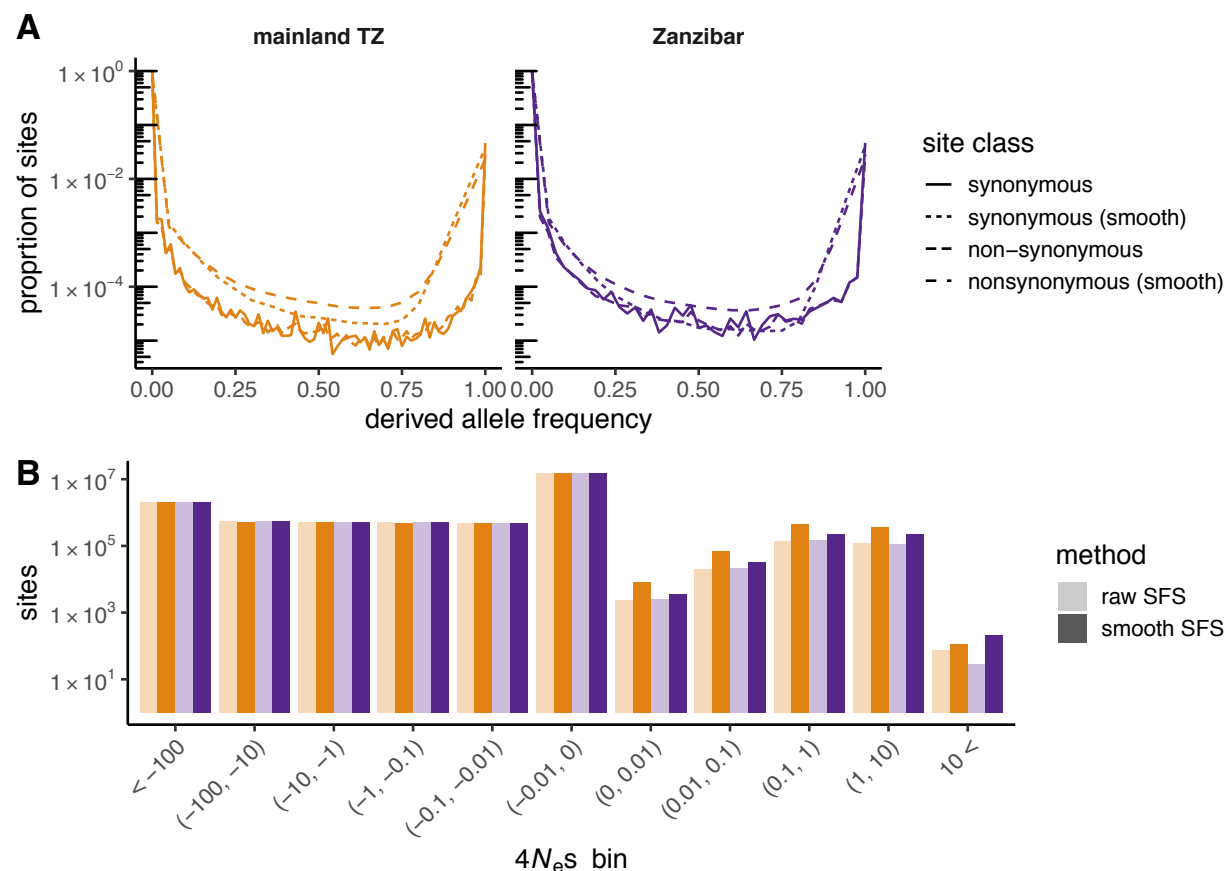 A
mainland TZ
Zanzibar
proprtion of sites
1 × 10⁰
1 × 10⁻²
1 × 10⁻⁴
0.00 0.25 0.50 0.75 1.00
0.00 0.25 0.50 0.75 1.00
derived allele frequency
site class
synonymous
synonymous (smooth)
non−synonymous
nonsynonymous (smooth)
B
sites
1 × 10⁷
1 × 10⁵
1 × 10³
1 × 10¹
< −100
(−100, −10)
(−10, −1)
(−1, −0.1)
(−0.1, −0.01)
(−0.01, 0)
(0, 0.01)
(0.01, 0.1)
(0.1, 1)
(1, 10)
10 <
4Nₑs bin
method
raw SFS
smooth SFS